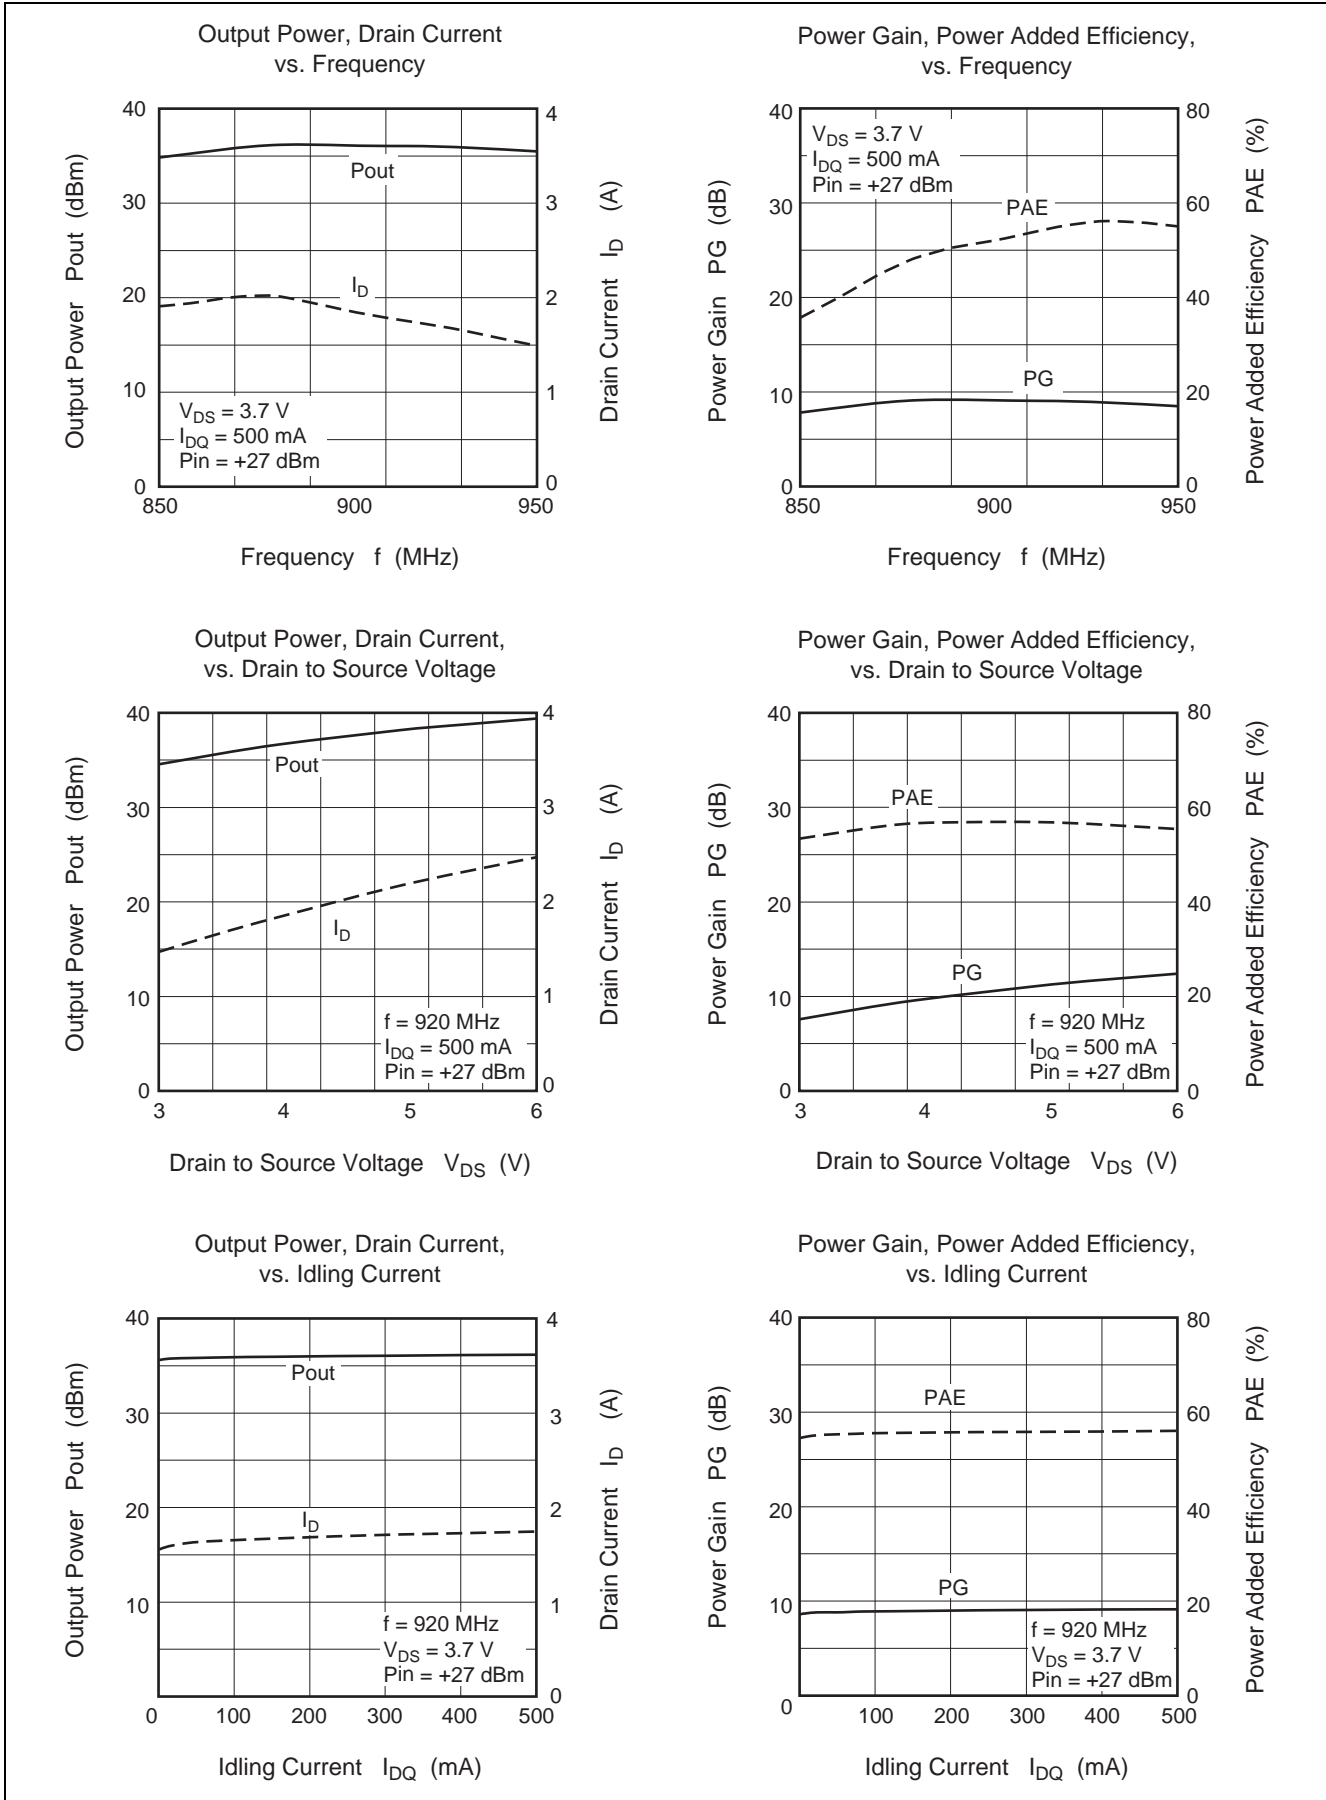 Output Power, Drain Current
vs. Frequency
40
30
20
10
0
4
3
2
1
0
Pout
I_D
V_DS = 3.7 V
I_DQ = 500 mA
Pin = +27 dBm
850
900
950
Output Power Pout (dBm)
Drain Current I_D (A)
Frequency f (MHz)
Power Gain, Power Added Efficiency,
vs. Frequency
40
30
20
10
0
80
60
40
20
0
V_DS = 3.7 V
I_DQ = 500 mA
Pin = +27 dBm
PAE
PG
850
900
950
Power Gain PG (dB)
Power Added Efficiency PAE (%)
Frequency f (MHz)
Output Power, Drain Current,
vs. Drain to Source Voltage
40
30
20
10
0
4
3
2
1
0
Pout
I_D
f = 920 MHz
I_DQ = 500 mA
Pin = +27 dBm
3
4
5
6
Output Power Pout (dBm)
Drain Current I_D (A)
Drain to Source Voltage V_DS (V)
Power Gain, Power Added Efficiency,
vs. Drain to Source Voltage
40
30
20
10
0
80
60
40
20
0
PAE
PG
f = 920 MHz
I_DQ = 500 mA
Pin = +27 dBm
3
4
5
6
Power Gain PG (dB)
Power Added Efficiency PAE (%)
Drain to Source Voltage V_DS (V)
Output Power, Drain Current,
vs. Idling Current
40
30
20
10
4
3
2
1
0
Pout
I_D
f = 920 MHz
V_DS = 3.7 V
Pin = +27 dBm
0
100
200
300
400
500
Output Power Pout (dBm)
Drain Current I_D (A)
Idling Current I_DQ (mA)
Power Gain, Power Added Efficiency,
vs. Idling Current
40
30
20
10
0
80
60
40
20
0
PAE
PG
f = 920 MHz
V_DS = 3.7 V
Pin = +27 dBm
100
200
300
400
500
Power Gain PG (dB)
Power Added Efficiency PAE (%)
Idling Current I_DQ (mA)